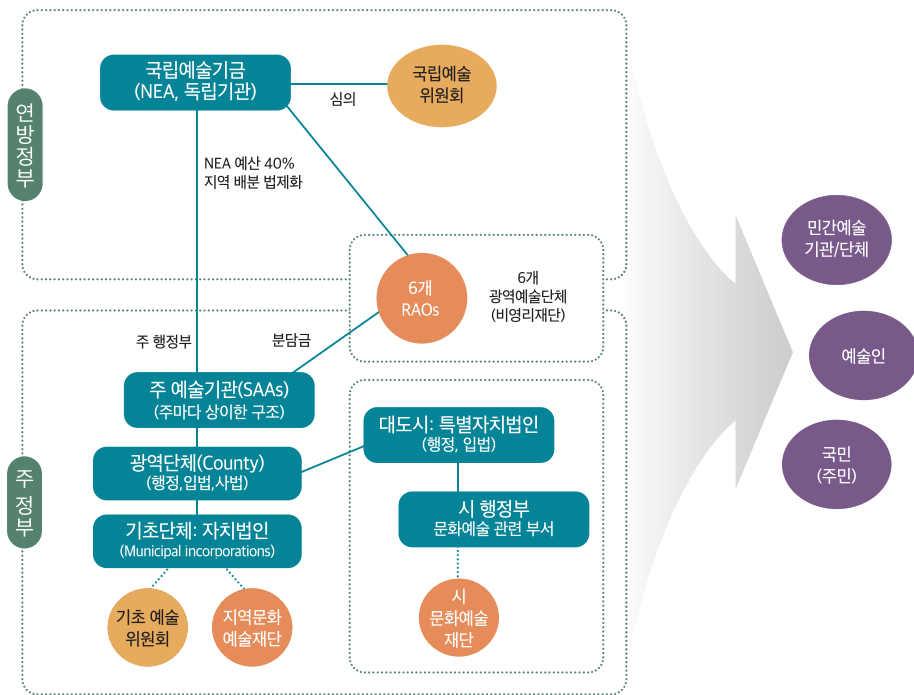 연방정부
국립예술기금
(NEA, 독립기관)
심의
국립예술
위원회
NEA 예산 40%
지역 배분 법제화
6개
RAOs
6개
광역예술단체
(비영리재단)
주 정부
주 행정부
분담금
주 예술기관(SAAs)
(주마다 상이한 구조)
광역단체(County)
(행정,입법,사법)
기초단체: 자치법인
(Municipal incorporations)
기초 예술
위원회
지역문화
예술재단
대도시: 특별자치법인
(행정, 입법)
시 행정부
문화예술 관련 부서
시
문화예술
재단
민간예술
기관/단체
예술인
국민
(주민)